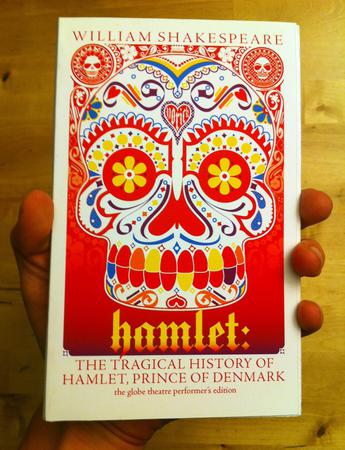 WILLIAM SHAKESPEARE
hamlet:
THE TRAGICAL HISTORY OF
HAMLET, PRINCE OF DENMARK
the globe theatre performer's edition